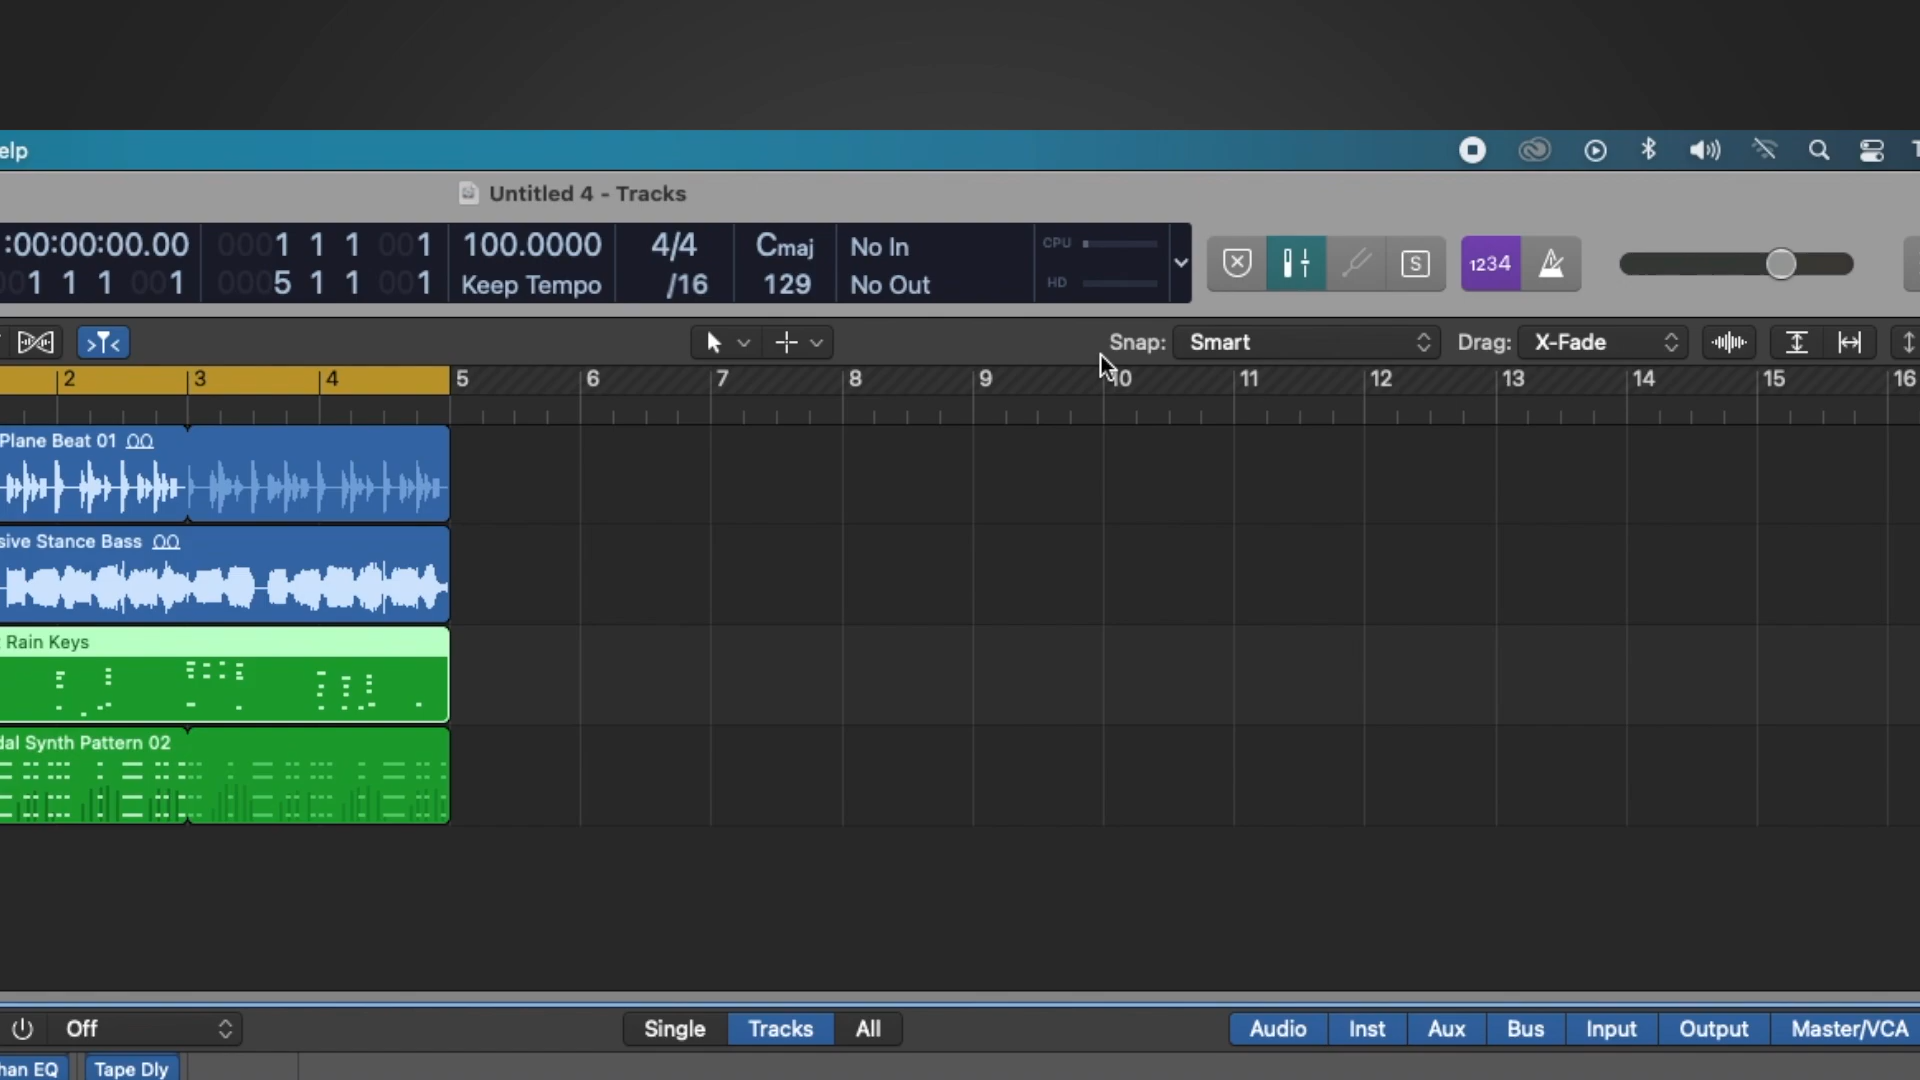 elp
Untitled 4 - Tracks
:00:00:00.00 0001 1 1 001 100.0000 4/4 Cmaj No In CPU
001 1 1 001 0005 1 1 001 Keep Tempo /16 129 No Out HD
S 1234
Snap: Smart Drag: X-Fade
2 3 4 5 6 7 8 9 10 11 12 13 14 15 16
Plane Beat 01
sive Stance Bass
Rain Keys
dal Synth Pattern 02
Off Single Tracks All Audio Inst Aux Bus Input Output Master/VCA
han EQ Tape Dly